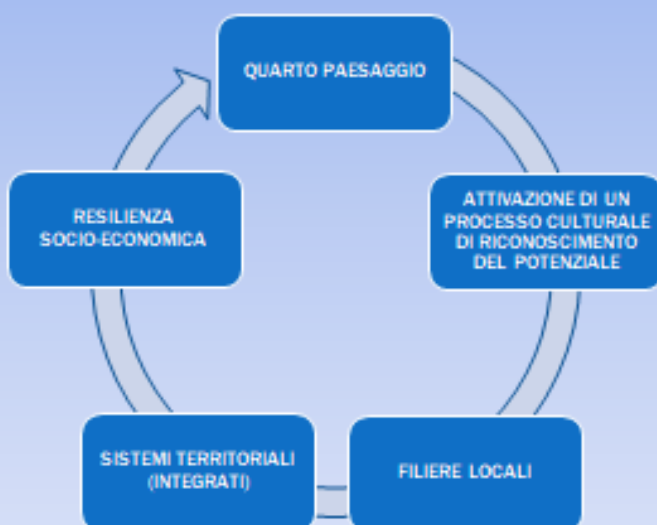 QUARTO PAESAGGIO
ATTIVAZIONE DI UN
PROCESSO CULTURALE
DI RICONOSCIMENTO
DEL POTENZIALE
FILIERE LOCALI
SISTEMI TERRITORIALI
(INTEGRATI)
RESILIENZA
SOCIO-ECONOMICA